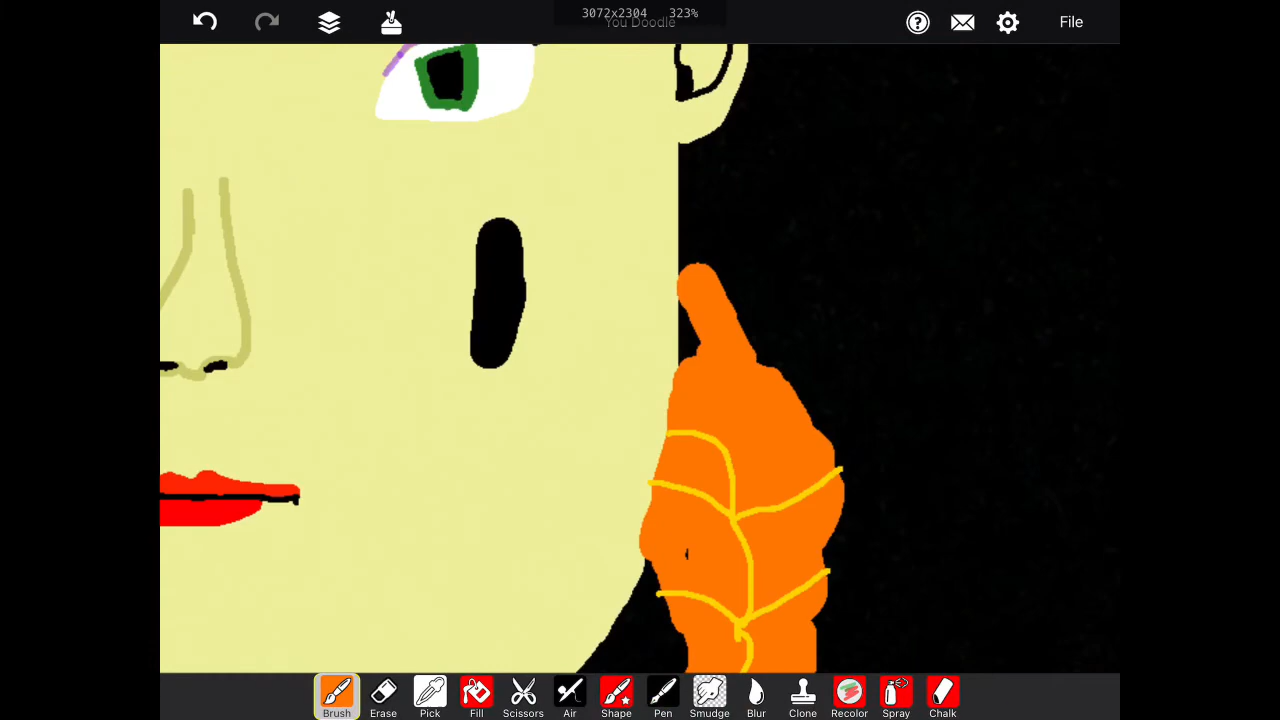 3072x2304 323%
You Doodle
File
Brush Erase Pick Fill Scissors Air Shape Pen Smudge Blur Clone Recolor Spray Chalk